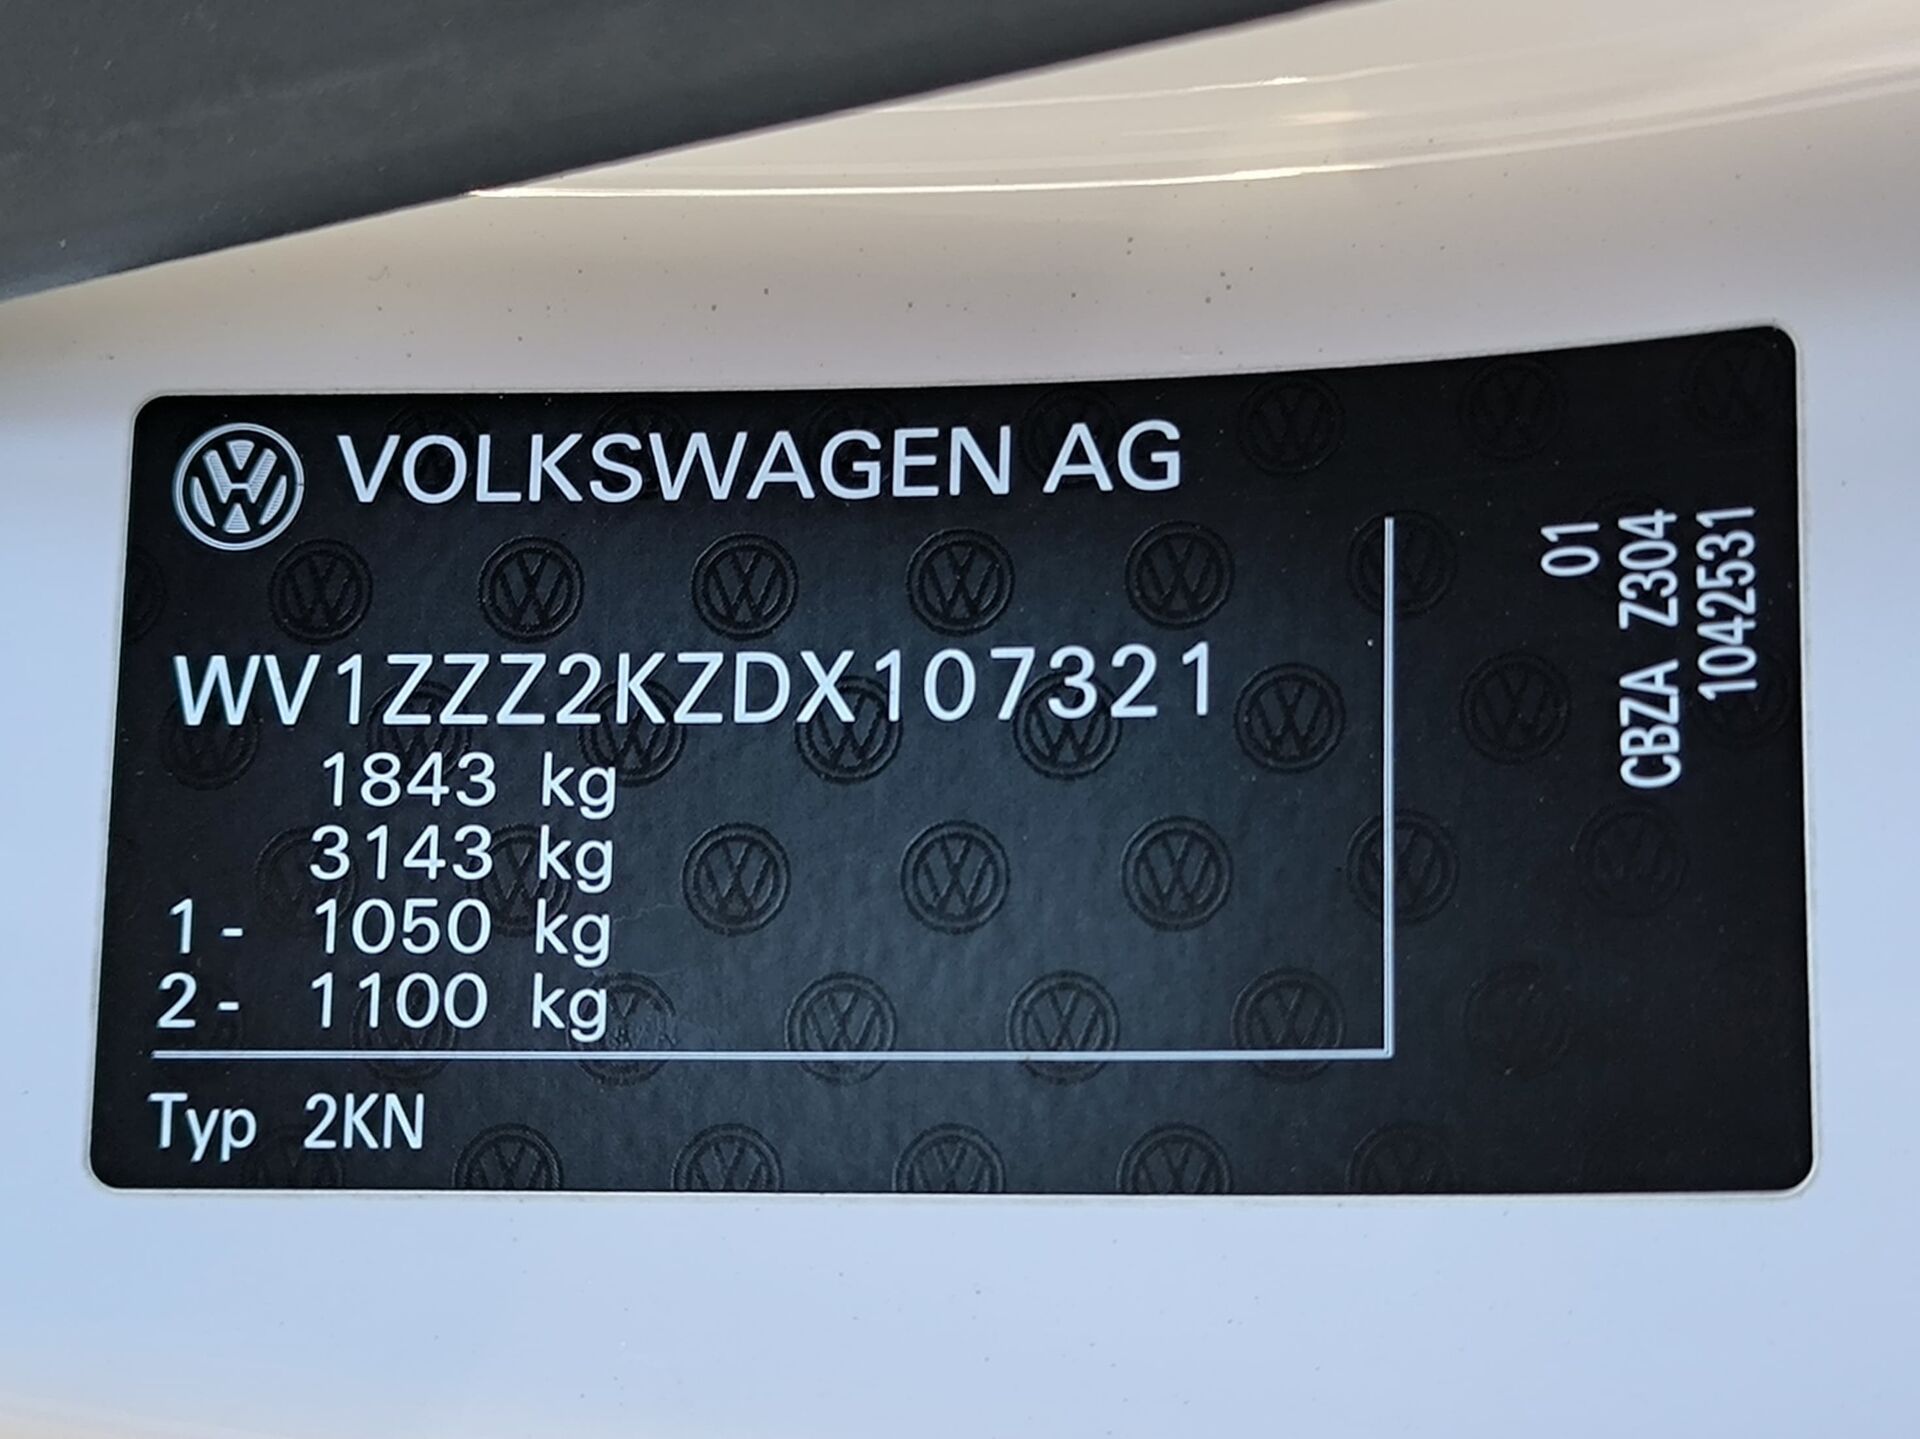 VOLKSWAGEN AG
WV1ZZZ2KZDX107321
1843 kg
3143 kg
1- 1050 kg
2- 1100 kg
Typ 2KN
01
CBZA Z304
1042531